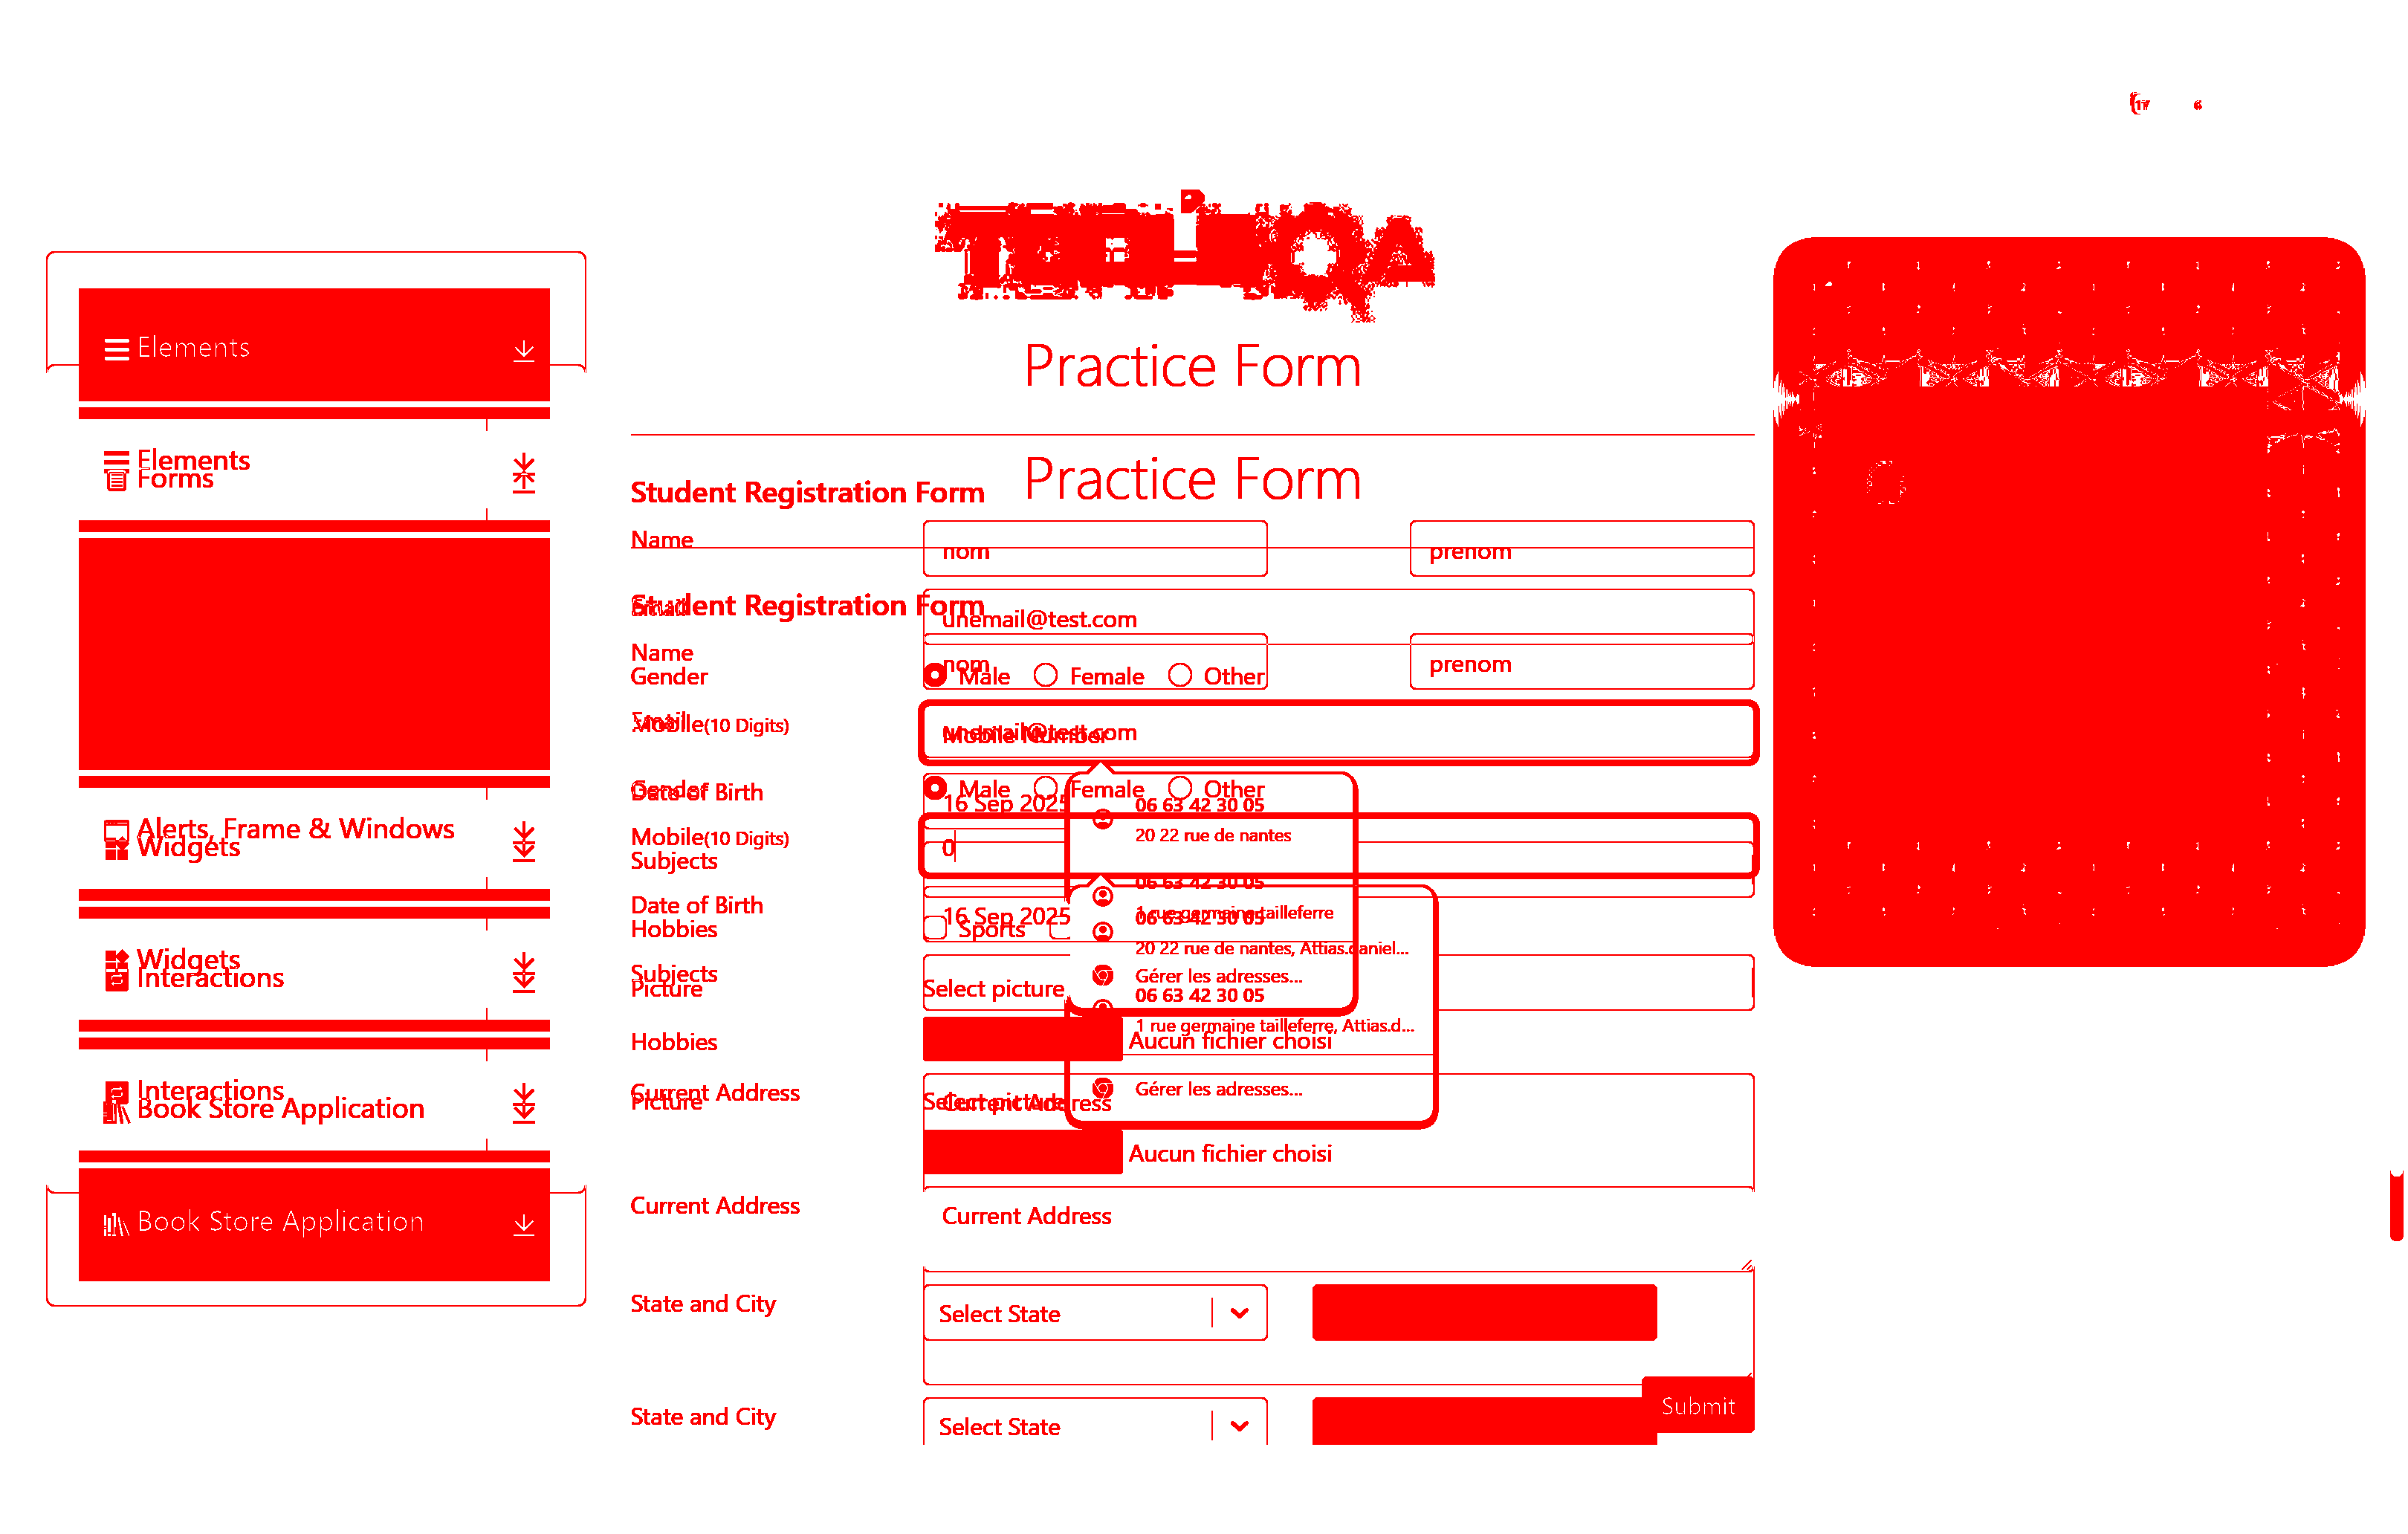 Elements
Elements
Forms
Alerts, Frame & Windows
Widgets
Widgets
Interactions
Interactions
Book Store Application
Book Store Application
Practice Form
Practice Form
Student Registration Form
Name
nom prenom
Student Registration Form
unemail@test.com
Name
nom prenom
Gender Male Female Other
Email unemail@test.com
Mobile(10 Digits) Mobile Number
Gender Male Female Other
Date of Birth 16 Sep 2025
06 63 42 30 05
20 22 rue de nantes
Mobile(10 Digits) 0
Subjects
06 63 42 30 05
1 rue germaine tailleferre
Date of Birth 16 Sep 2025
06 63 42 30 05
20 22 rue de nantes, Attias.daniel...
Hobbies Sports
Subjects
Gérer les adresses...
Picture Select picture
06 63 42 30 05
1 rue germaine tailleferre, Attias.d...
Hobbies
Aucun fichier choisi
Gérer les adresses...
Current Address Current Address
Picture Select picture
Aucun fichier choisi
Current Address Current Address
State and City Select State
Submit
State and City Select State